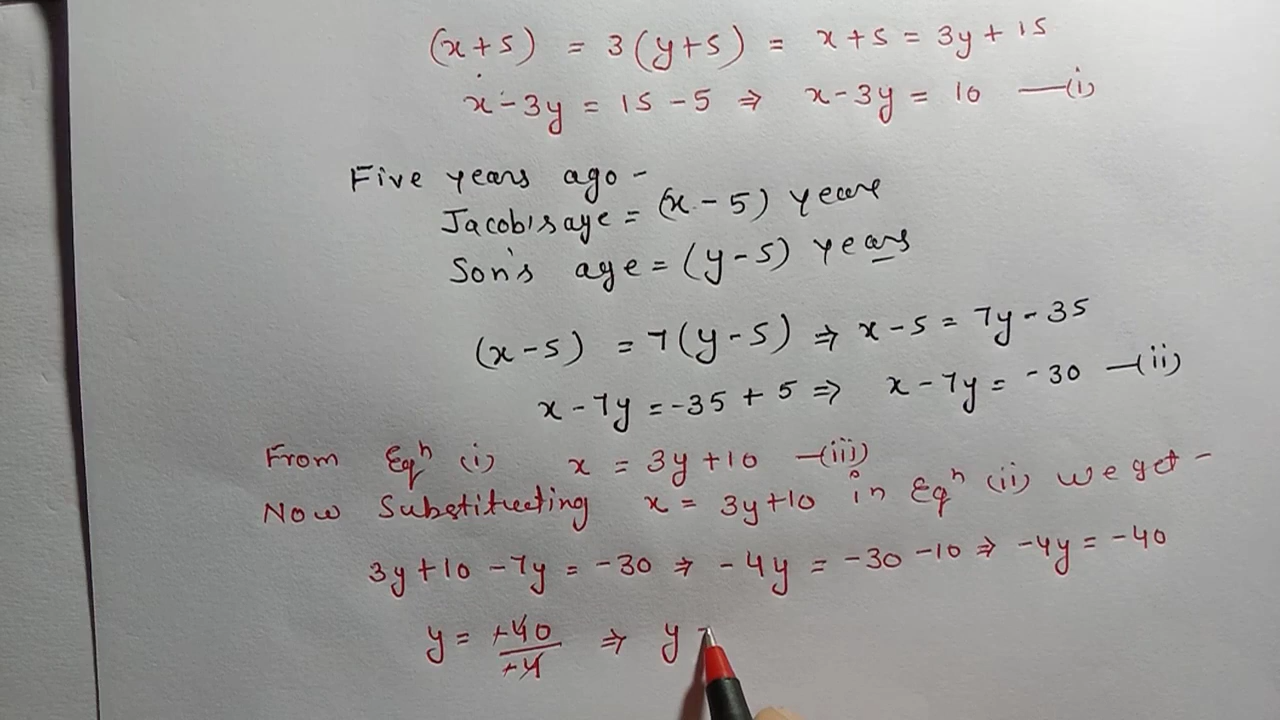 (x+5) = 3(y+5) = x+5 = 3y+15
x-3y = 15-5 ⇒ x-3y = 10 —(i)
Five years ago -
Jacob's age = (x-5) years
Son's age = (y-5) years
(x-5) = 7(y-5) ⇒ x-5 = 7y-35
x-7y = -35+5 ⇒ x-7y = -30 —(ii)
From Eqⁿ (i) x = 3y+10 —(iii)
Now Substituting x = 3y+10 in Eqⁿ (ii) we get -
3y+10-7y = -30 ⇒ -4y = -30-10 ⇒ -4y = -40
y = -40/-4 ⇒ y =